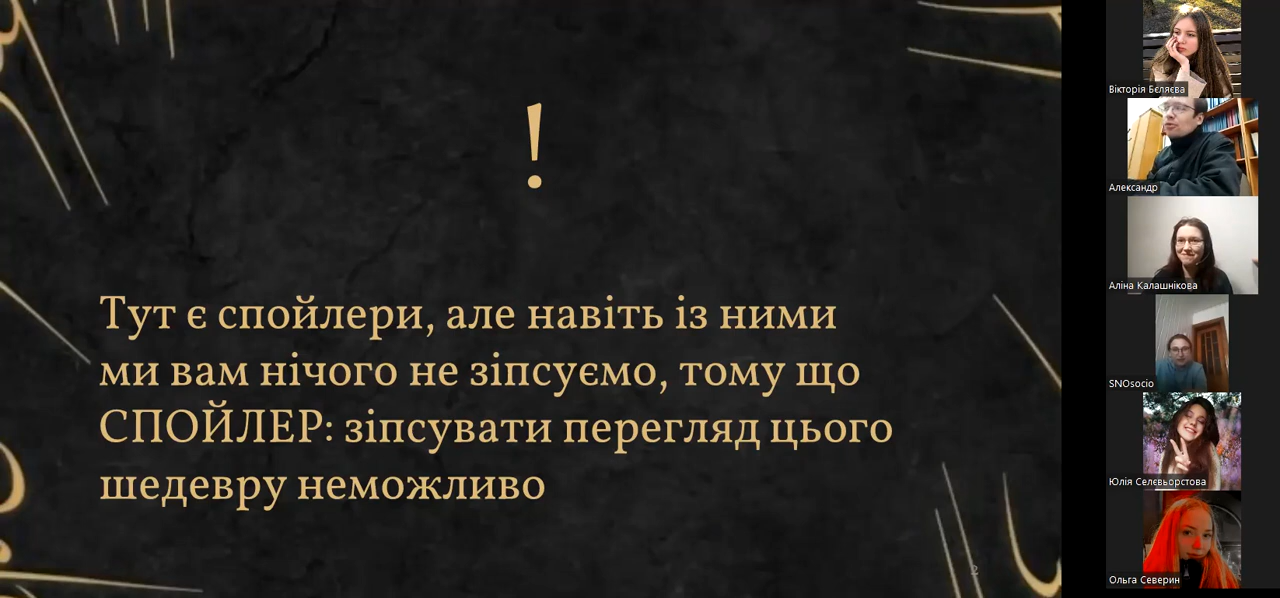 !
Тут є спойлери, але навіть із ними
ми вам нічого не зіпсуємо, тому що
СПОЙЛЕР: зіпсувати перегляд цього
шедевру неможливо
2
Вікторія Бєляєва
Александр
Аліна Калашнікова
SNOsocio
Юлія Селєвьорстова
Ольга Северин